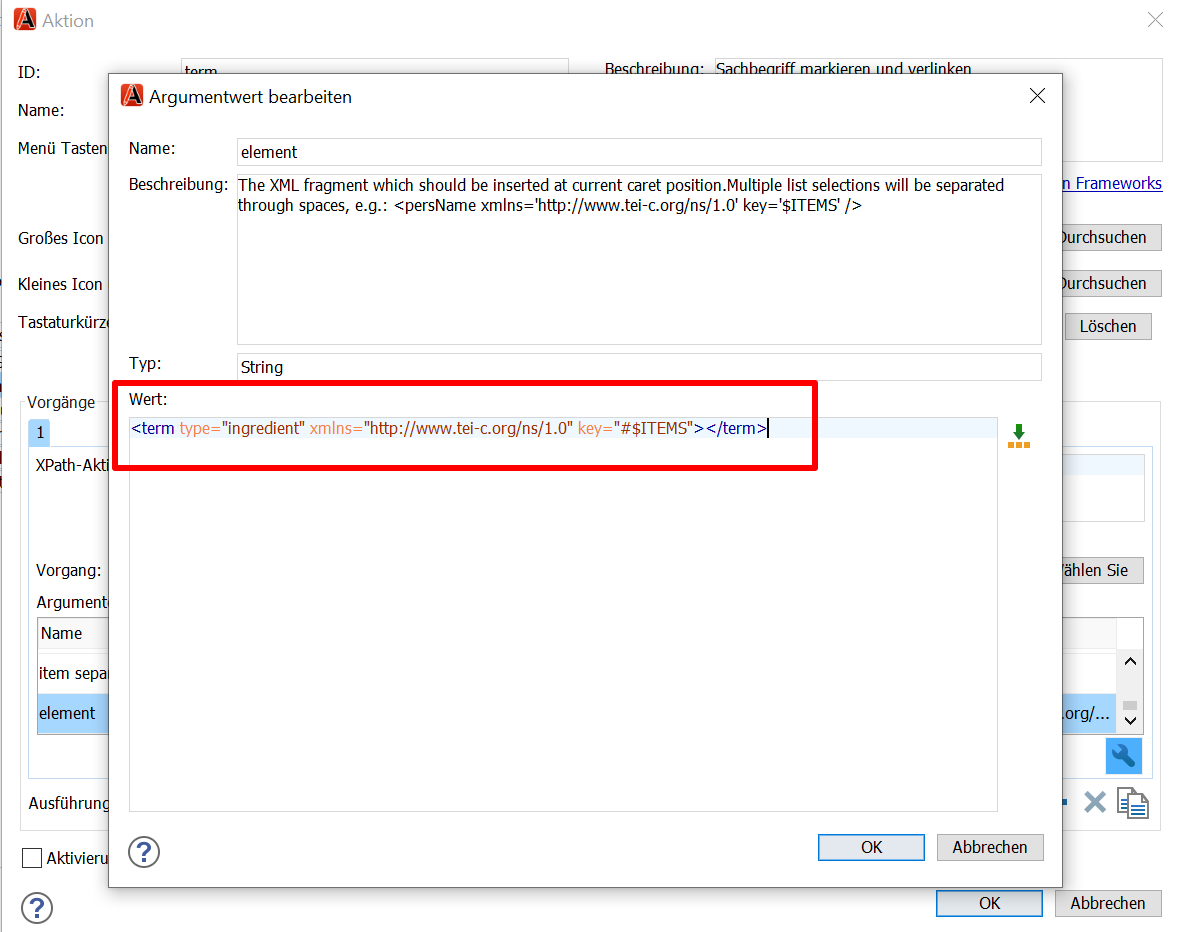 Aktion
ID:
term
Beschreibung:
Sachbegriff markieren und verlinken
Name:
Menü Tasten
n Frameworks
Großes Icon
Durchsuchen
Kleines Icon
Durchsuchen
Tastaturkürze
Löschen
Argumentwert bearbeiten
Name:
element
Beschreibung:
The XML fragment which should be inserted at current caret position.Multiple list selections will be separated
through spaces, e.g.: <persName xmlns='http://www.tei-c.org/ns/1.0' key='$ITEMS' />
Typ:
String
Wert:
<term type="ingredient" xmlns="http://www.tei-c.org/ns/1.0" key="#$ITEMS"></term>
OK
Abbrechen
Vorgänge
1
XPath-Akti
Vorgang:
ählen Sie
Argument
Name
item sepa
element
.org/...
Ausführung
Aktivieru
OK
Abbrechen